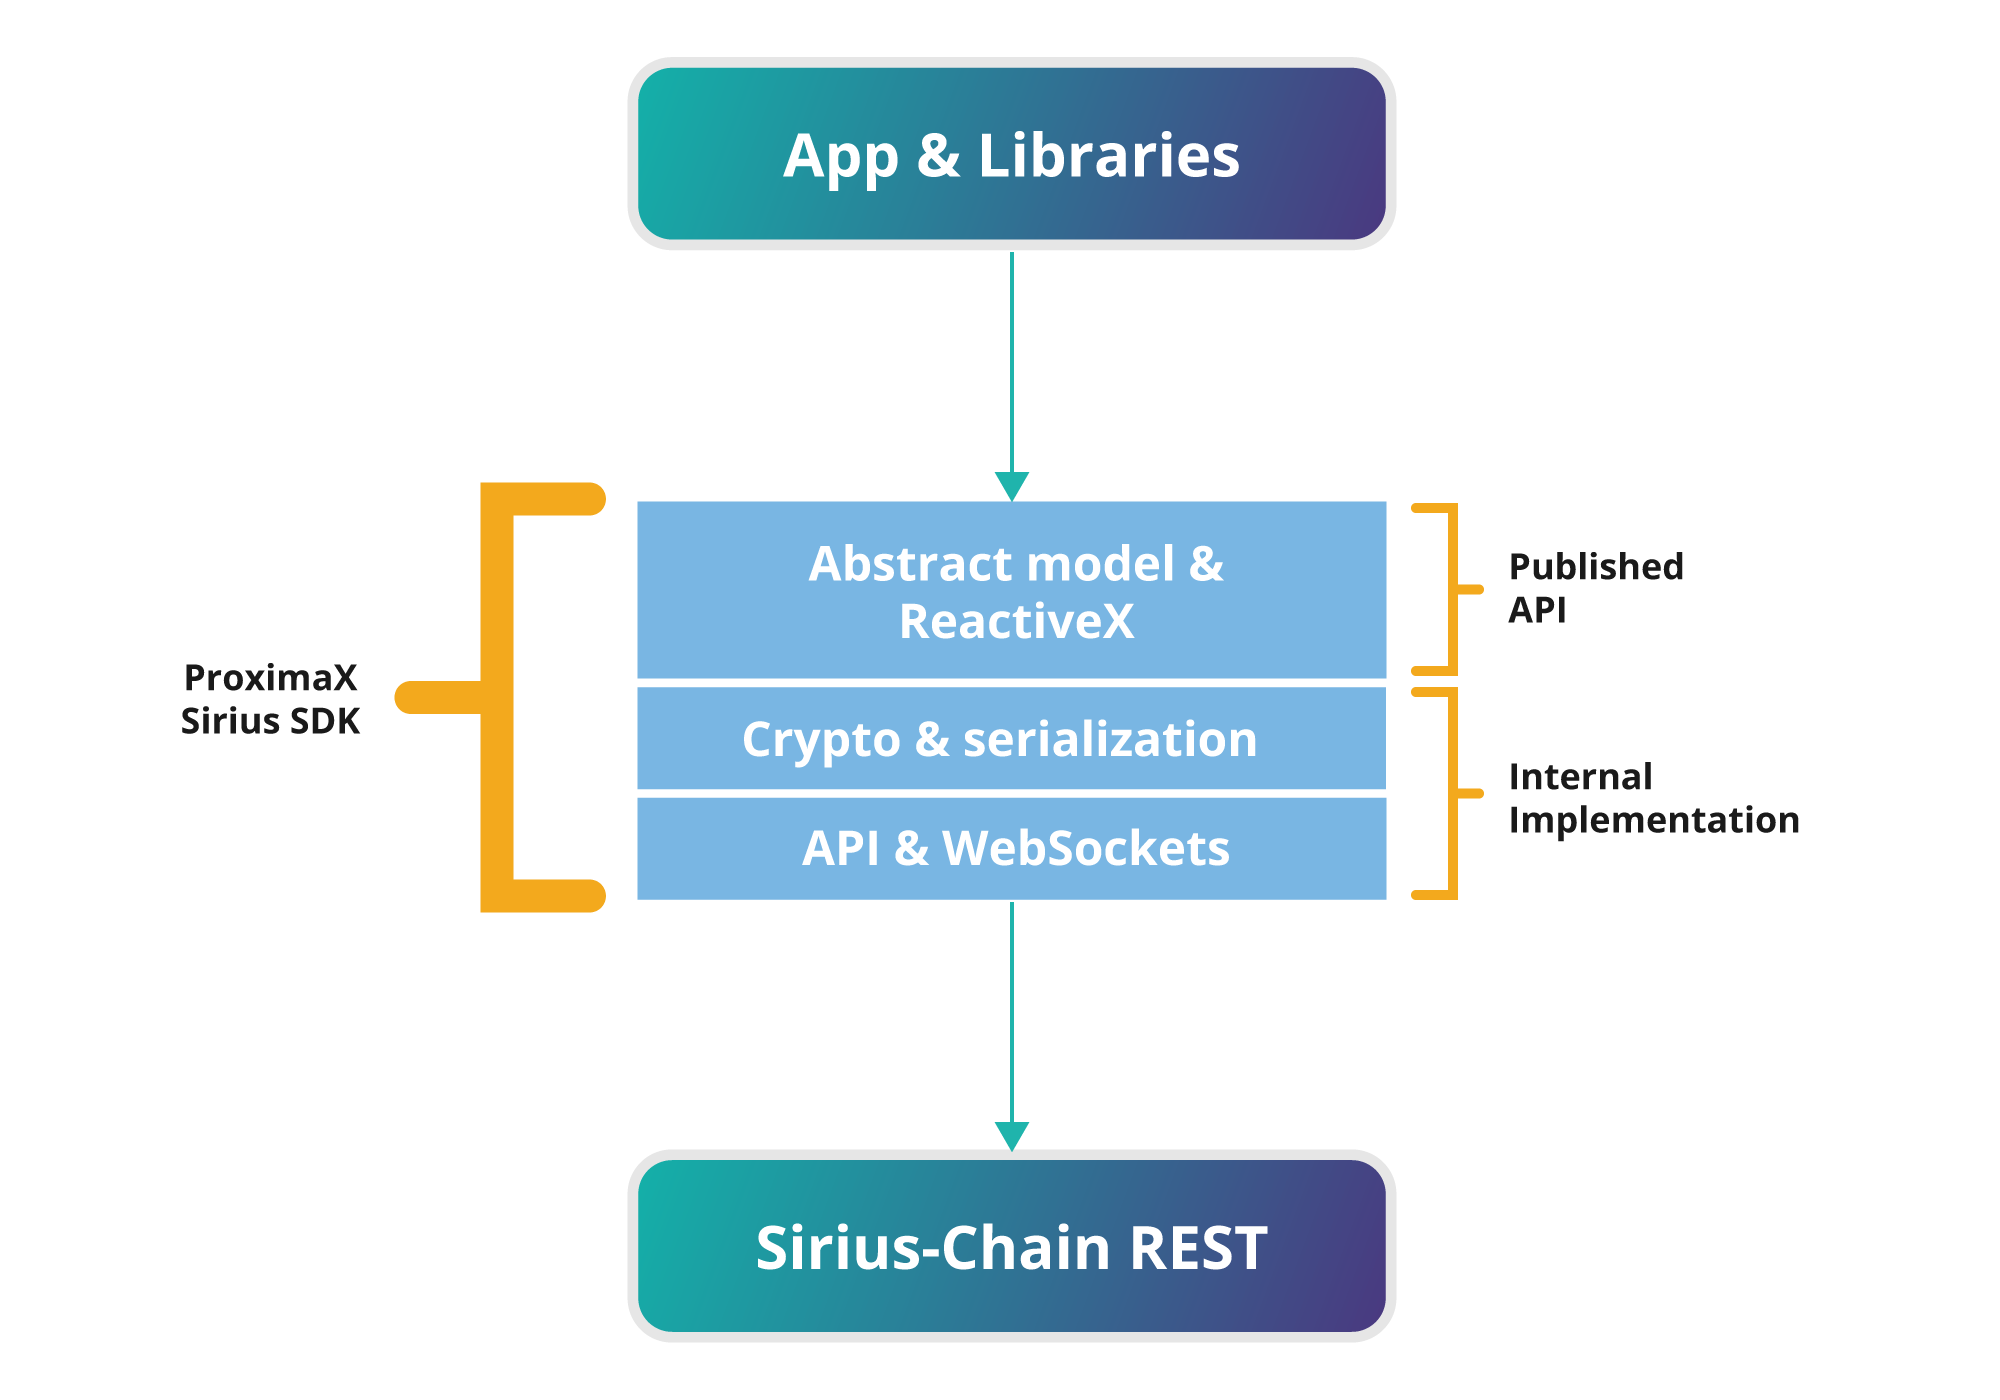 App & Libraries
Abstract model &
ReactiveX
Published
API
ProximaX
Sirius SDK
Crypto & serialization
Internal
Implementation
API & WebSockets
Sirius-Chain REST